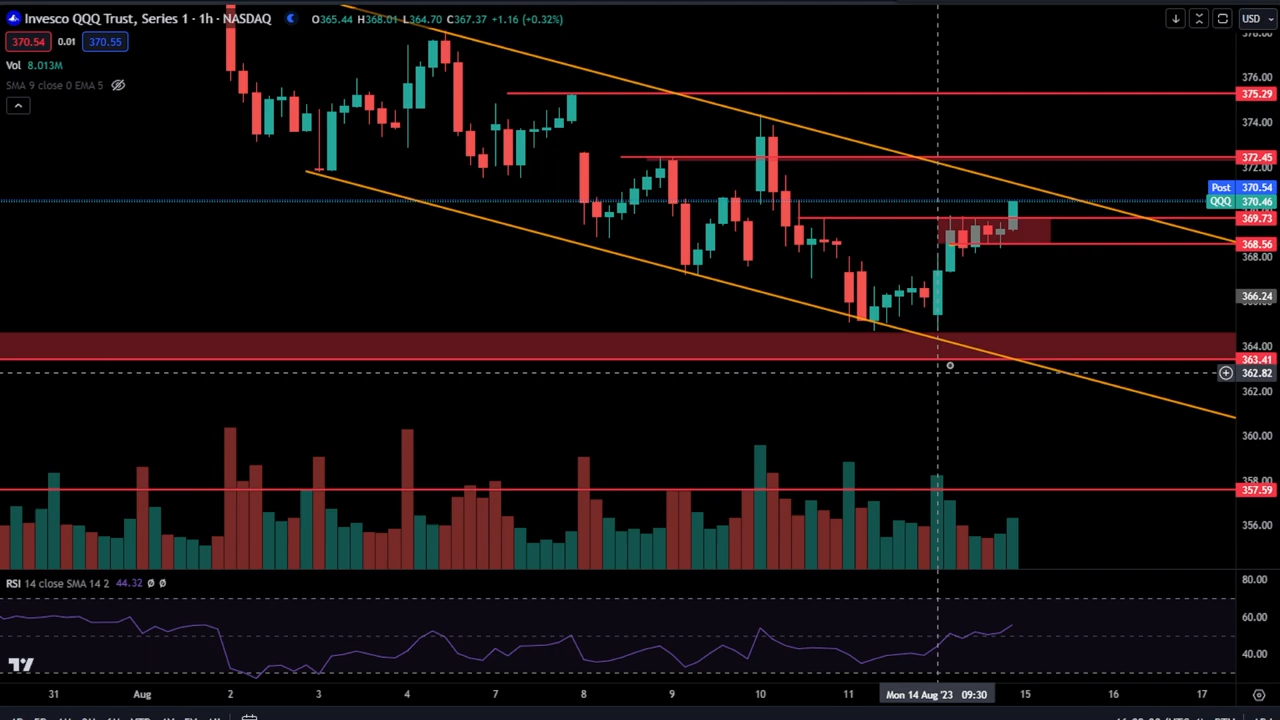 Invesco QQQ Trust, Series 1 · 1h · NASDAQ
O365.44 H368.01 L364.70 C367.37 +1.16 (+0.32%)
USD
370.54 0.01 370.55
Vol 8.013M
SMA 9 close 0 EMA 5
376.00
375.29
374.00
372.45
372.00
Post 370.54
QQQ 370.46
369.73
368.56
368.00
366.24
364.00
363.41
362.82
362.00
360.00
357.59
356.00
RSI 14 close SMA 14 2 44.32 Ø Ø
80.00
60.00
40.00
31 Aug 2 3 4 7 8 9 10 11 Mon 14 Aug '23 09:30 15 16 17